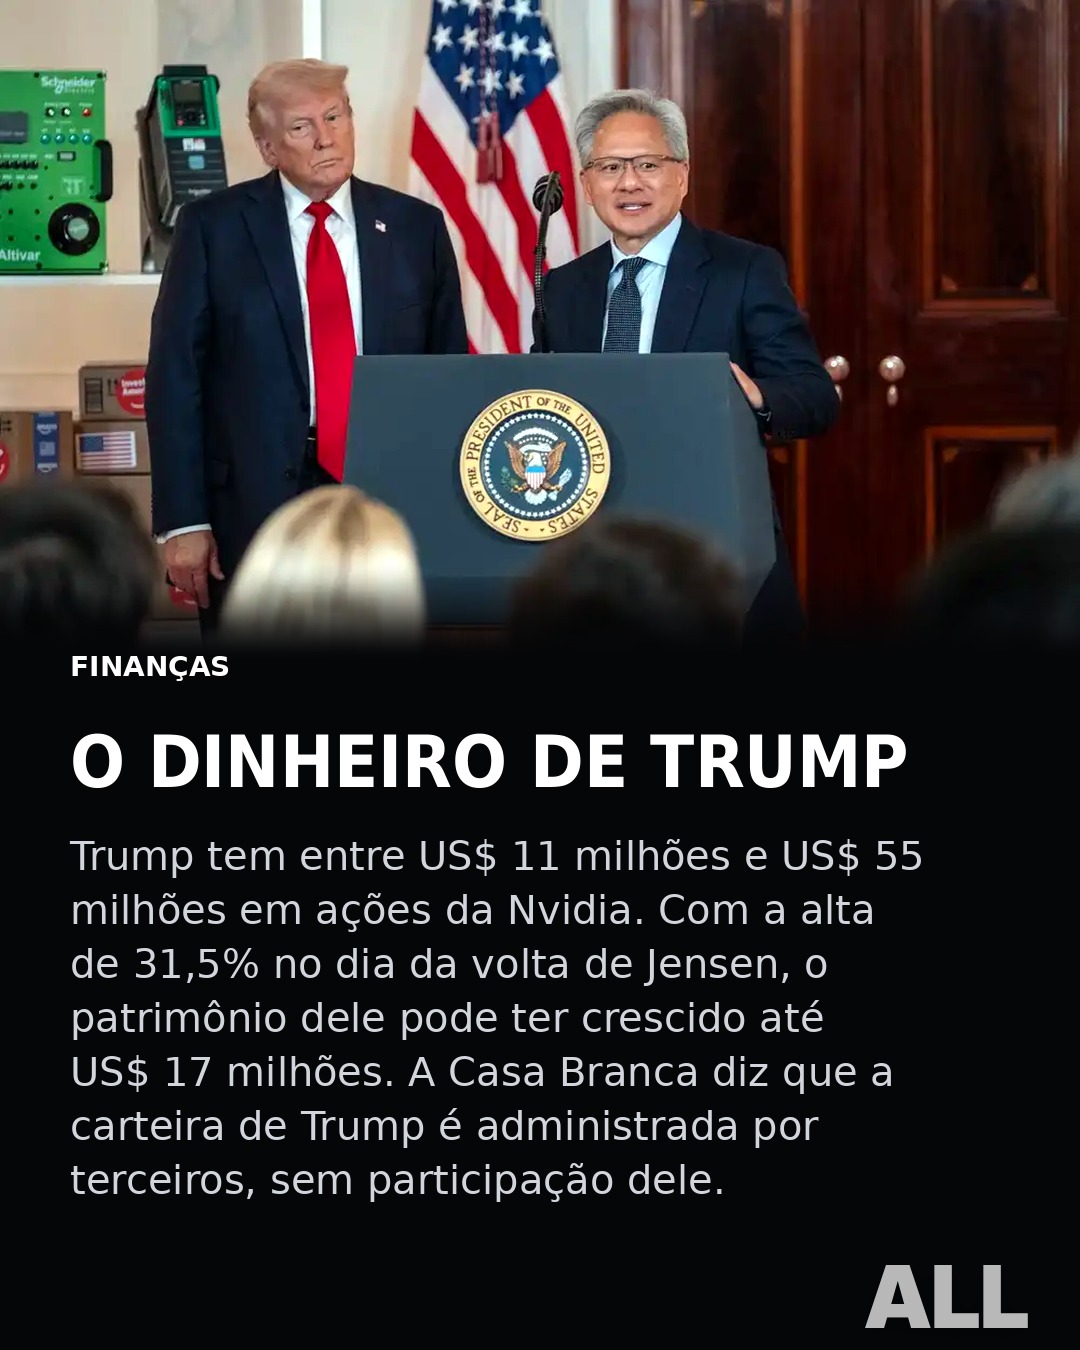 Schneider
Electric
Altivar
Invest
America
SEAL OF THE PRESIDENT OF THE UNITED STATES
FINANÇAS
O DINHEIRO DE TRUMP
Trump tem entre US$ 11 milhões e US$ 55
milhões em ações da Nvidia. Com a alta
de 31,5% no dia da volta de Jensen, o
patrimônio dele pode ter crescido até
US$ 17 milhões. A Casa Branca diz que a
carteira de Trump é administrada por
terceiros, sem participação dele.
ALL